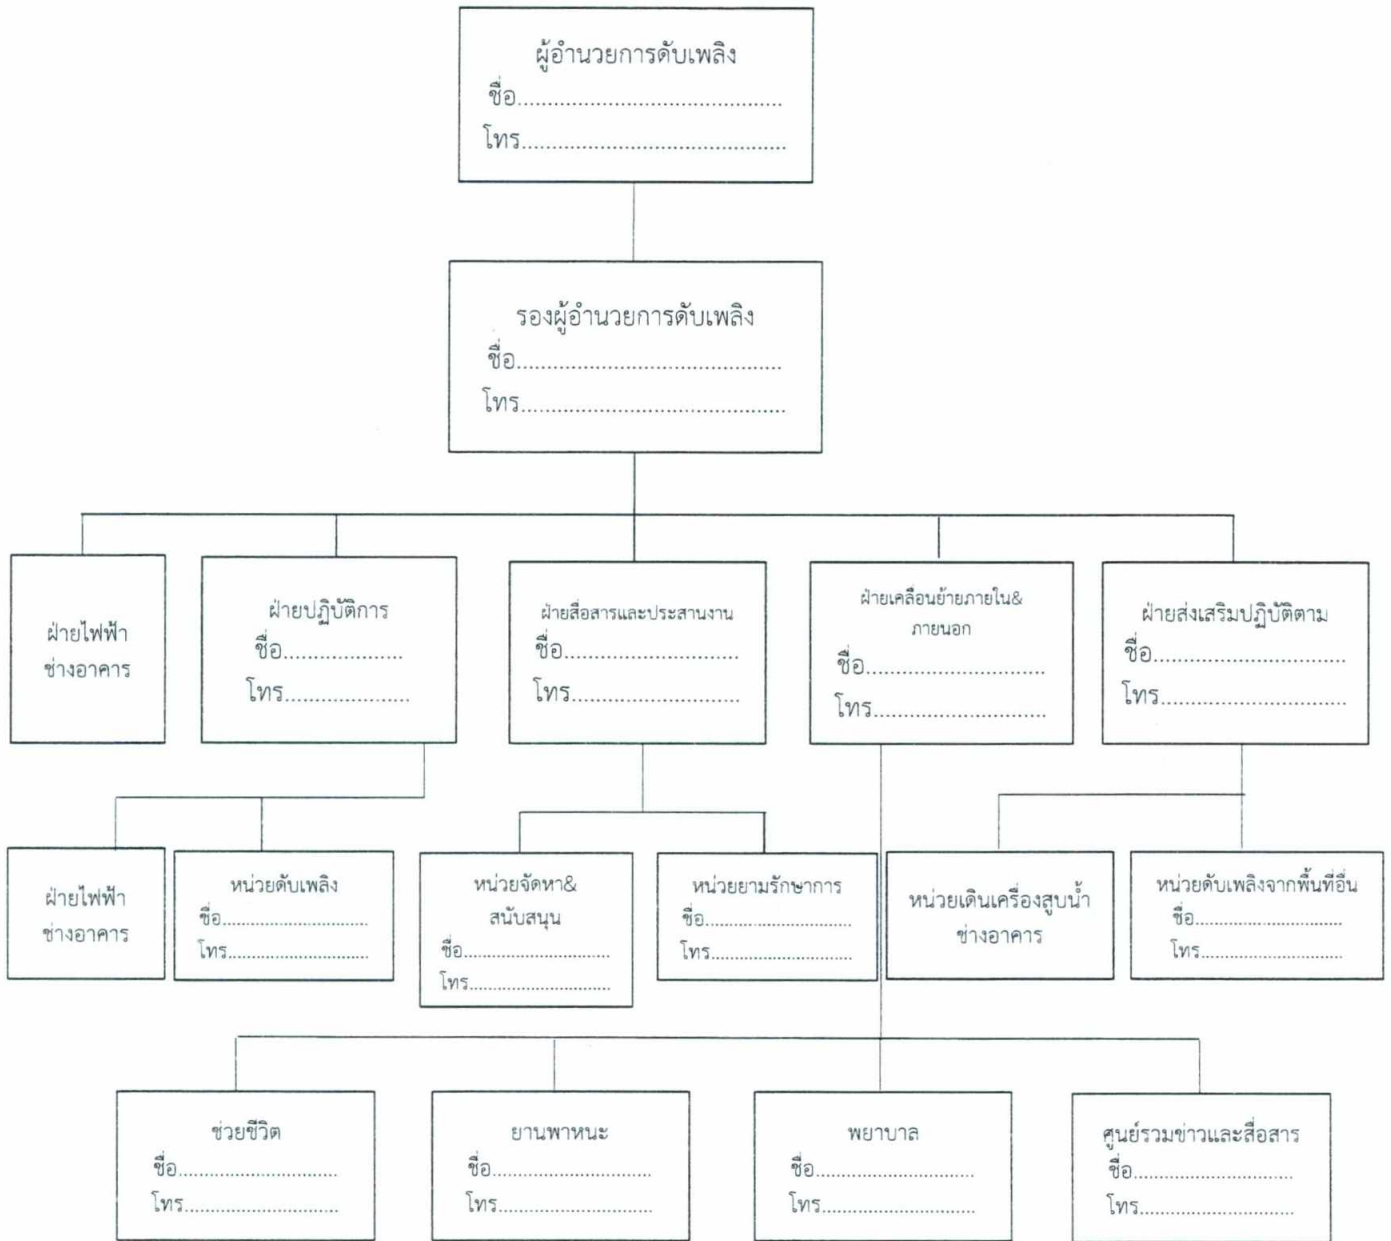 ผู้อำนวยการดับเพลิง
ชื่อ............................................
โทร............................................
รองผู้อำนวยการดับเพลิง
ชื่อ............................................
โทร............................................
ฝ่ายไฟฟ้า
ช่างอาคาร
ฝ่ายปฏิบัติการ
ชื่อ....................
โทร....................
ฝ่ายสื่อสารและประสานงาน
ชื่อ.............................
โทร.............................
ฝ่ายเคลื่อนย้ายภายใน&
ภายนอก
ชื่อ.............................
โทร.............................
ฝ่ายส่งเสริมปฏิบัติตาม
ชื่อ................................
โทร...............................
ฝ่ายไฟฟ้า
ช่างอาคาร
หน่วยดับเพลิง
ชื่อ.............................
โทร............................
หน่วยจัดหา&
สนับสนุน
ชื่อ.............................
โทร............................
หน่วยยามรักษาการ
ชื่อ.............................
โทร............................
หน่วยเดินเครื่องสูบน้ำ
ช่างอาคาร
หน่วยดับเพลิงจากพื้นที่อื่น
ชื่อ.............................
โทร............................
ช่วยชีวิต
ชื่อ................................
โทร...............................
ยานพาหนะ
ชื่อ................................
โทร...............................
พยาบาล
ชื่อ................................
โทร...............................
ศูนย์รวมข่าวและสื่อสาร
ชื่อ.............................
โทร............................